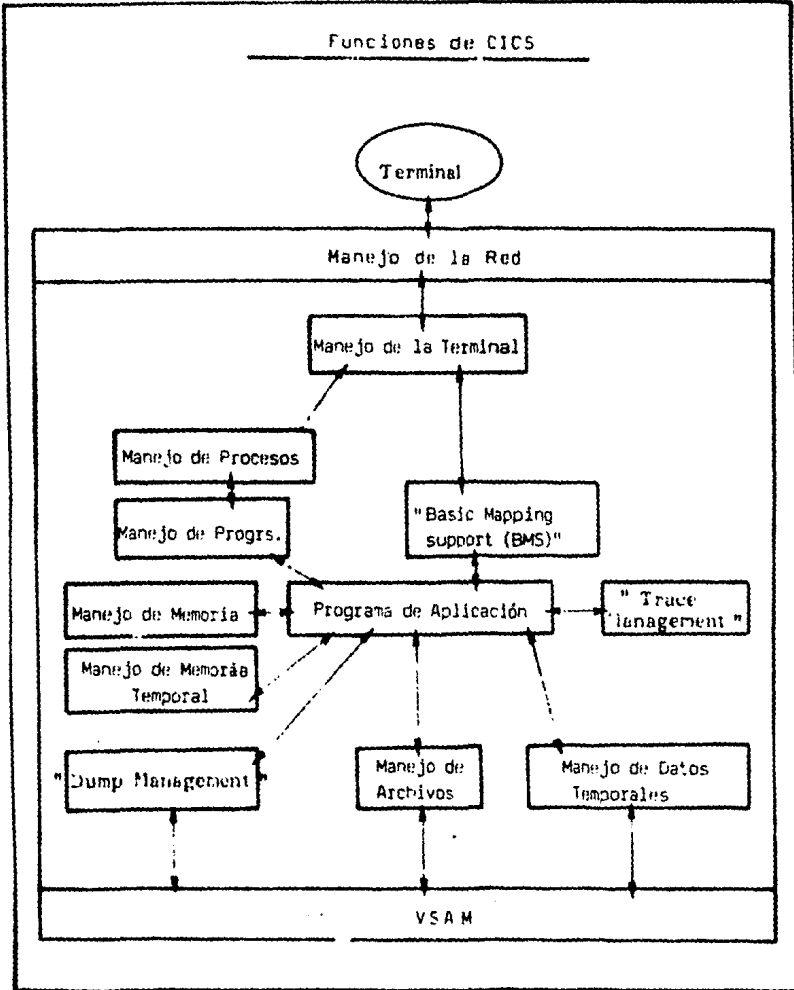 Funciones de CICS
Terminal
Manejo de la Red
Manejo de la Terminal
Manejo de Procesos
Manejo de Progrs.
"Basic Mapping
support (BMS)"
Manejo de Memoria
Programa de Aplicación
" Trace
Management "
Manejo de Memoria
Temporal
" Dump Management "
Manejo de
Archivos
Manejo de Datos
Temporales
VSAM